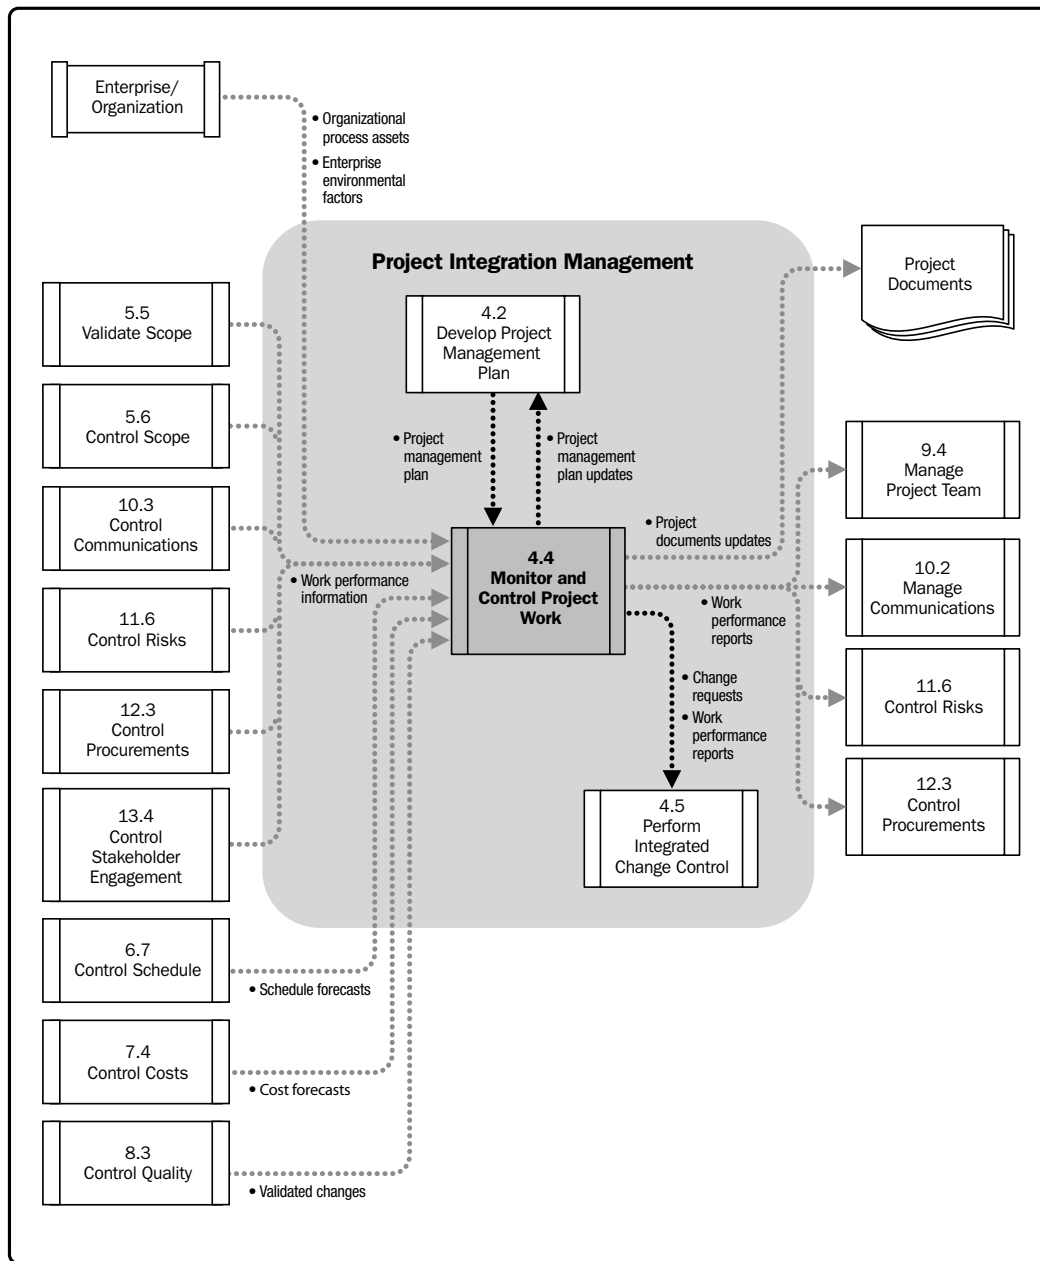 Enterprise/
Organization
• Organizational
process assets
• Enterprise
environmental
factors
Project Integration Management
Project
Documents
5.5
Validate Scope
4.2
Develop Project
Management
Plan
5.6
Control Scope
• Project
management
plan
• Project
management
plan updates
9.4
Manage
Project Team
10.3
Control
Communications
• Project
documents updates
4.4
Monitor and
Control Project
Work
• Work performance
information
10.2
Manage
Communications
• Work
performance
reports
11.6
Control Risks
• Change
requests
• Work
performance
reports
11.6
Control Risks
12.3
Control
Procurements
12.3
Control
Procurements
4.5
Perform
Integrated
Change Control
13.4
Control
Stakeholder
Engagement
6.7
Control Schedule
• Schedule forecasts
7.4
Control Costs
• Cost forecasts
8.3
Control Quality
• Validated changes